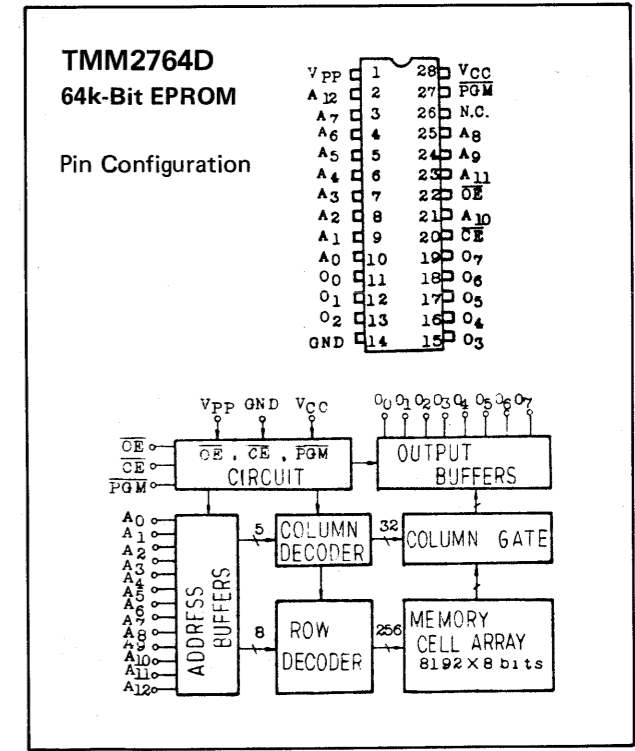 TMM2764D
64k-Bit EPROM
Pin Configuration
VPP 1 28 VCC
A12 2 27 PGM
A7 3 26 N.C.
A6 4 25 A8
A5 5 24 A9
A4 6 23 A11
A3 7 22 OE
A2 8 21 A10
A1 9 20 CE
A0 10 19 O7
O0 11 18 O6
O1 12 17 O5
O2 13 16 O4
GND 14 15 O3
VPP GND VCC
O0 O1 O2 O3 O4 O5 O6 O7
OE
CE
PGM
OE , CE , PGM
CIRCUIT
OUTPUT
BUFFERS
A0
A1
A2
A3
A4
A5
A6
A7
A8
A9
A10
A11
A12
ADDRESS
BUFFERS
5
COLUMN
DECODER
32
COLUMN GATE
8
ROW
DECODER
256
MEMORY
CELL ARRAY
8192 × 8 bits